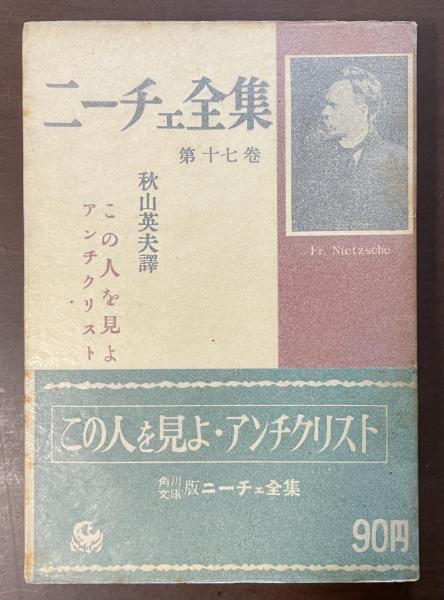 ニーチェ全集
第十七巻
秋山英夫譯
この人を見よ
アンチクリスト
Fr. Nietzsche
この人を見よ・アンチクリスト
角川文庫版ニーチェ全集
90円